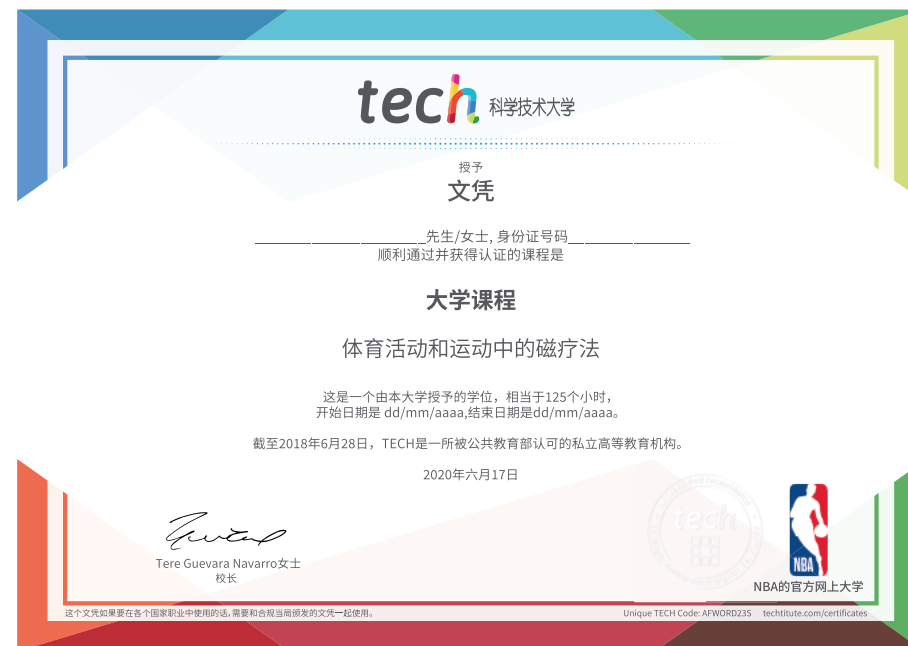 tech 科学技术大学
授予
文凭
______________________先生/女士, 身份证号码________________
顺利通过并获得认证的课程是
大学课程
体育活动和运动中的磁疗法
这是一个由本大学授予的学位，相当于125个小时，
开始日期是 dd/mm/aaaa,结束日期是dd/mm/aaaa。
截至2018年6月28日，TECH是一所被公共教育部认可的私立高等教育机构。
2020年六月17日
tech
Tere Guevara Navarro女士
校长
NBA
NBA的官方网上大学
这个文凭如果要在各个国家职业中使用的话,需要和合规当局颁发的文凭一起使用。
Unique TECH Code: AFWORD23S techtitute.com/certificates